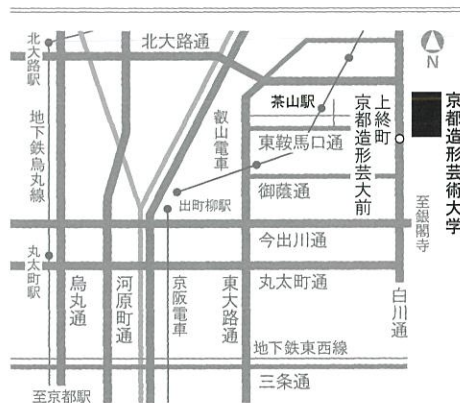 北大路通
北大路駅
N
京都造形芸術大学
上終町
京都造形芸大前
茶山駅
地下鉄烏丸線
叡山電車
東鞍馬口通
御蔭通
出町柳駅
至銀閣寺
今出川通
丸太町駅
烏丸通
河原町通
京阪電車
東大路通
丸太町通
白川通
地下鉄東西線
三条通
至京都駅